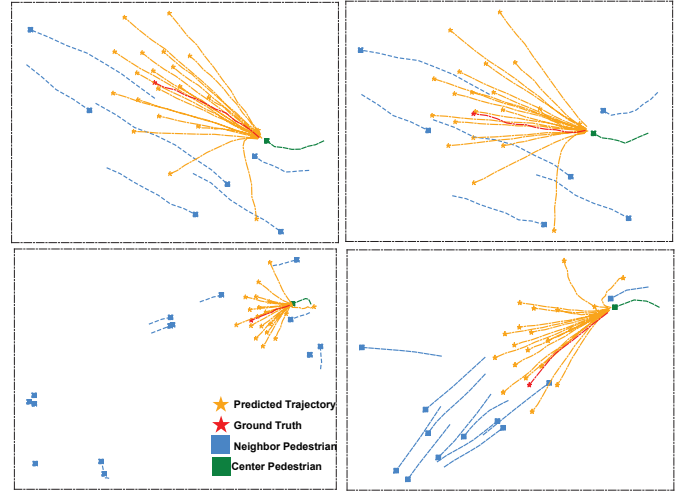 Predicted Trajectory
Ground Truth
Neighbor Pedestrian
Center Pedestrian